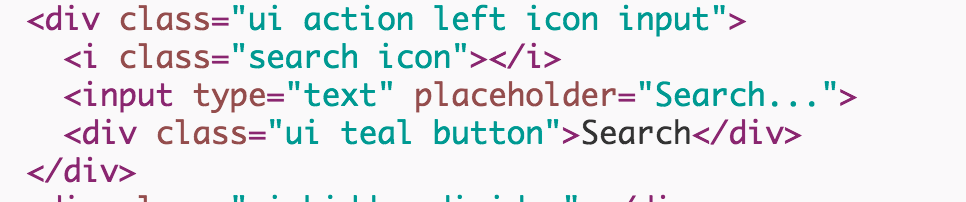 <div class="ui action left icon input">
  <i class="search icon"></i>
  <input type="text" placeholder="Search...">
  <div class="ui teal button">Search</div>
</div>